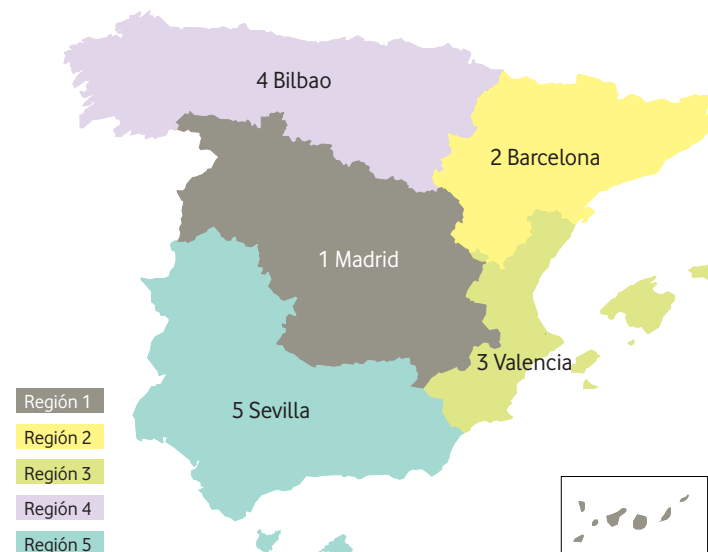 4 Bilbao
2 Barcelona
1 Madrid
3 Valencia
5 Sevilla
Región 1
Región 2
Región 3
Región 4
Región 5